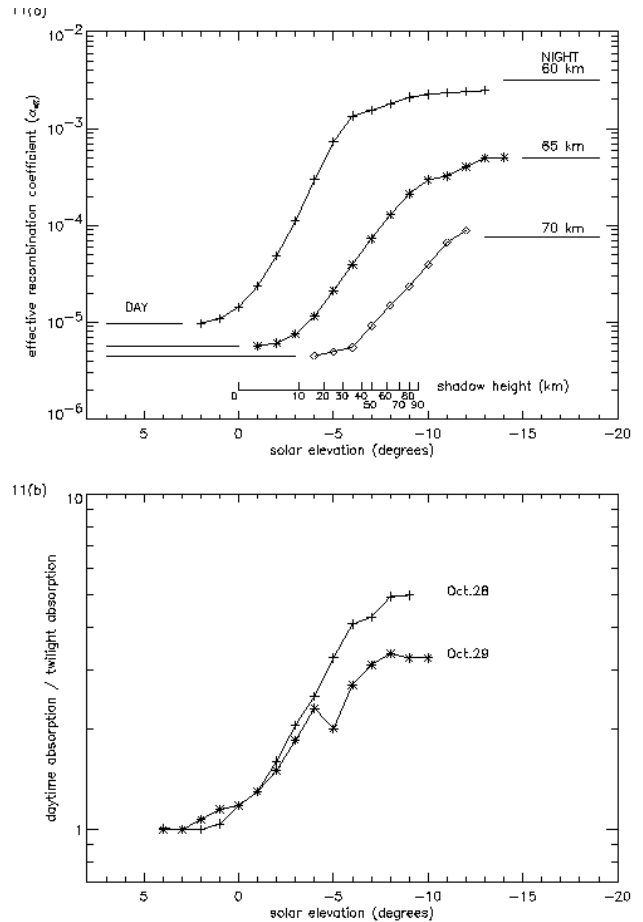 11(a)
10⁻²
10⁻³
10⁻⁴
10⁻⁵
10⁻⁶
effective recombination coefficient (αeff)
NIGHT
60 km
65 km
70 km
DAY
0 10 20 30 40 50 60 70 80 90
shadow height (km)
5 0 −5 −10 −15 −20
solar elevation (degrees)
11(b)
10
1
daytime absorption / twilight absorption
Oct.28
Oct.29
5 0 −5 −10 −15 −20
solar elevation (degrees)